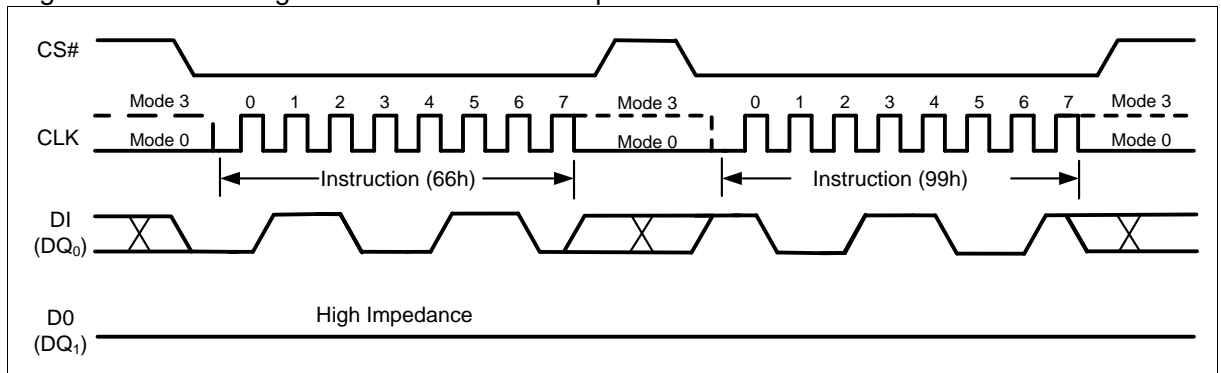 CS#
Mode 3 0 1 2 3 4 5 6 7 Mode 3 0 1 2 3 4 5 6 7 Mode 3
CLK
Mode 0 Mode 0 Mode 0
Instruction (66h) Instruction (99h)
DI
(DQ0)
D0 High Impedance
(DQ1)